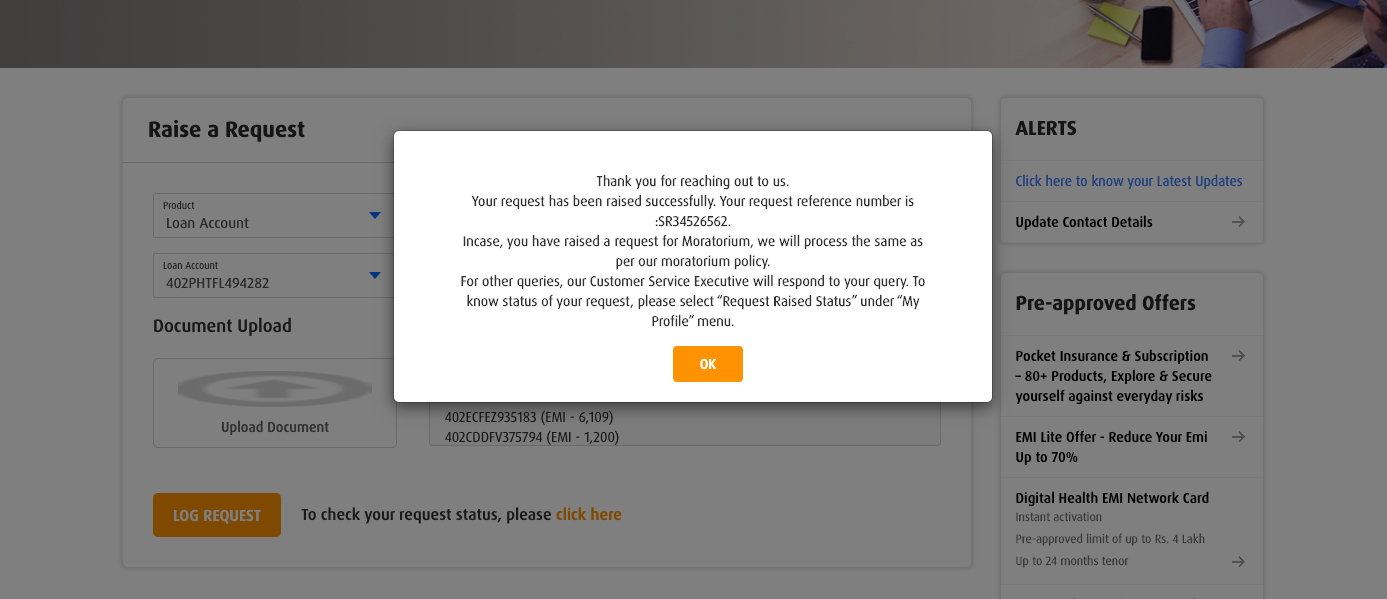 Raise a Request
Product
Loan Account
Loan Account
402PHTFL494282
Document Upload
Upload Document
Thank you for reaching out to us.
Your request has been raised successfully. Your request reference number is
:SR34526562.
Incase, you have raised a request for Moratorium, we will process the same as
per our moratorium policy.
For other queries, our Customer Service Executive will respond to your query. To
know status of your request, please select “Request Raised Status” under “My
Profile” menu.
OK
402ECFEZ935183 (EMI - 6,109)
402CDDFV375794 (EMI - 1,200)
LOG REQUEST
To check your request status, please click here
ALERTS
Click here to know your Latest Updates
Update Contact Details
Pre-approved Offers
Pocket Insurance & Subscription
– 80+ Products, Explore & Secure
yourself against everyday risks
EMI Lite Offer - Reduce Your Emi
Up to 70%
Digital Health EMI Network Card
Instant activation
Pre-approved limit of up to Rs. 4 Lakh
Up to 24 months tenor